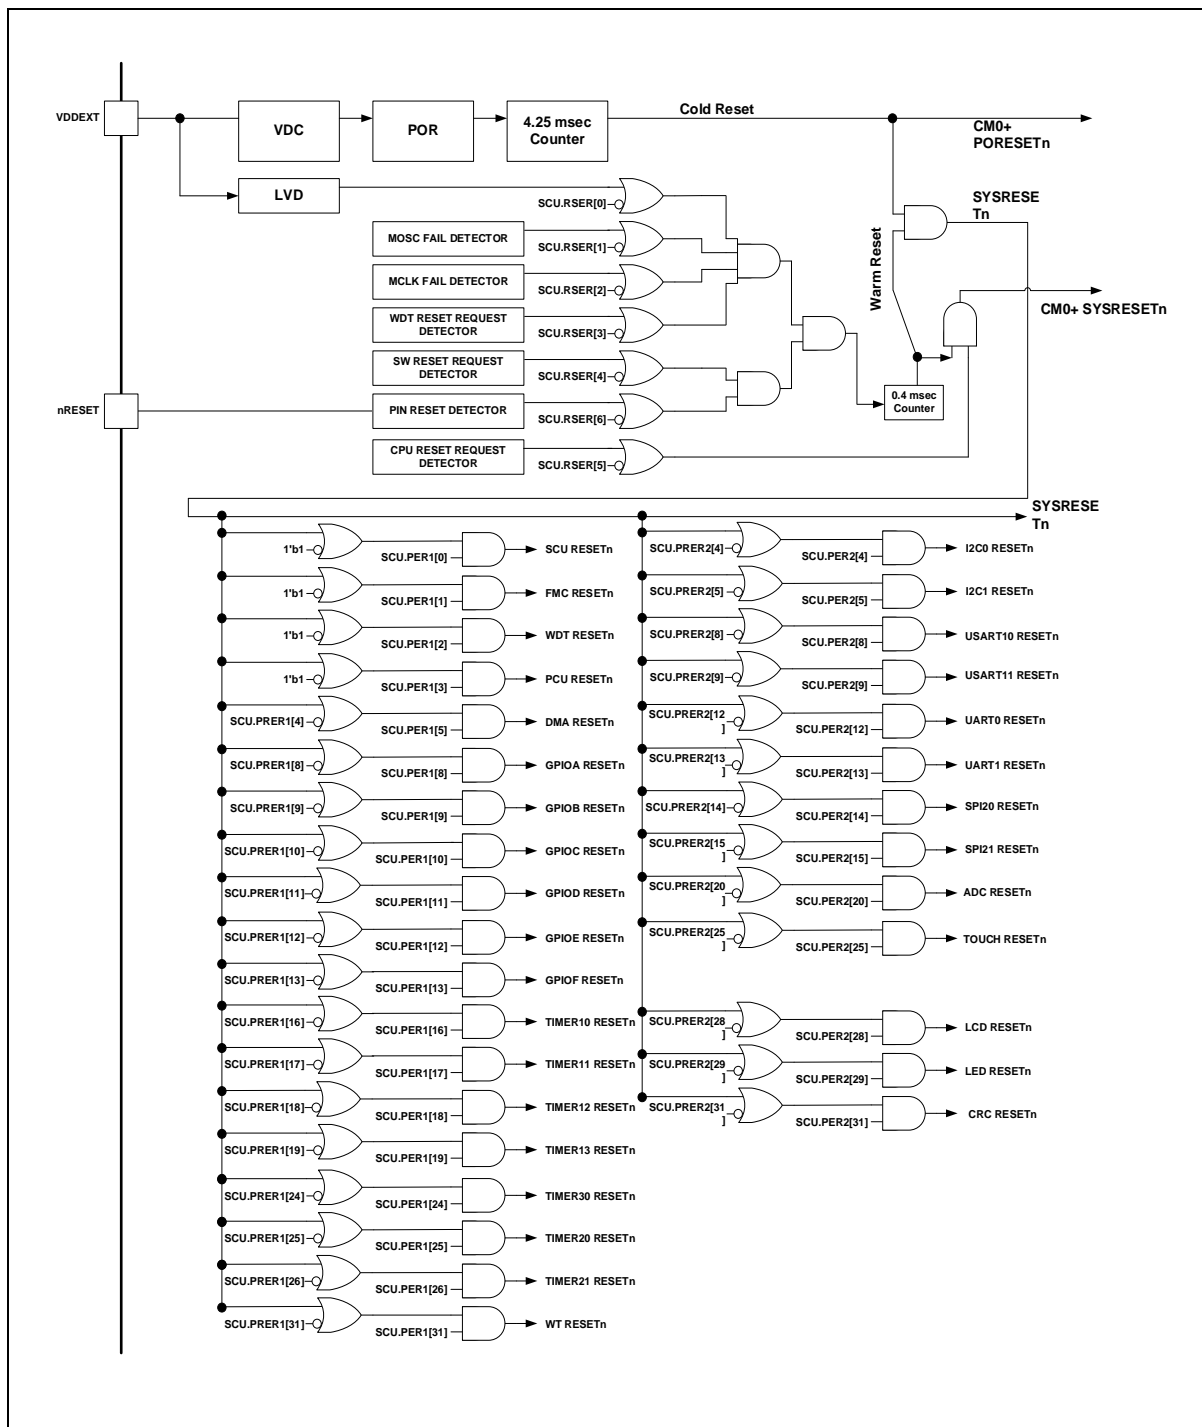 VDDEXT
VDC
POR
4.25 msec
Counter
Cold Reset
CM0+
PORESETn
LVD
SCU.RSER[0]
SYSRESE
Tn
MOSC FAIL DETECTOR
SCU.RSER[1]
MCLK FAIL DETECTOR
SCU.RSER[2]
Warm Reset
CM0+ SYSRESETn
WDT RESET REQUEST
DETECTOR
SCU.RSER[3]
SW RESET REQUEST
DETECTOR
SCU.RSER[4]
nRESET
PIN RESET DETECTOR
SCU.RSER[6]
0.4 msec
Counter
CPU RESET REQUEST
DETECTOR
SCU.RSER[5]
SYSRESE
Tn
1'b1
SCU.PER1[0]
SCU RESETn
1'b1
SCU.PER1[1]
FMC RESETn
1'b1
SCU.PER1[2]
WDT RESETn
1'b1
SCU.PER1[3]
PCU RESETn
SCU.PRER1[4]
SCU.PER1[5]
DMA RESETn
SCU.PRER1[8]
SCU.PER1[8]
GPIOA RESETn
SCU.PRER1[9]
SCU.PER1[9]
GPIOB RESETn
SCU.PRER1[10]
SCU.PER1[10]
GPIOC RESETn
SCU.PRER1[11]
SCU.PER1[11]
GPIOD RESETn
SCU.PRER1[12]
SCU.PER1[12]
GPIOE RESETn
SCU.PRER1[13]
SCU.PER1[13]
GPIOF RESETn
SCU.PRER1[16]
SCU.PER1[16]
TIMER10 RESETn
SCU.PRER1[17]
SCU.PER1[17]
TIMER11 RESETn
SCU.PRER1[18]
SCU.PER1[18]
TIMER12 RESETn
SCU.PRER1[19]
SCU.PER1[19]
TIMER13 RESETn
SCU.PRER1[24]
SCU.PER1[24]
TIMER30 RESETn
SCU.PRER1[25]
SCU.PER1[25]
TIMER20 RESETn
SCU.PRER1[26]
SCU.PER1[26]
TIMER21 RESETn
SCU.PRER1[31]
SCU.PER1[31]
WT RESETn
SCU.PRER2[4]
SCU.PER2[4]
I2C0 RESETn
SCU.PRER2[5]
SCU.PER2[5]
I2C1 RESETn
SCU.PRER2[8]
SCU.PER2[8]
USART10 RESETn
SCU.PRER2[9]
SCU.PER2[9]
USART11 RESETn
SCU.PRER2[12
]
SCU.PER2[12]
UART0 RESETn
SCU.PRER2[13
]
SCU.PER2[13]
UART1 RESETn
SCU.PRER2[14]
SCU.PER2[14]
SPI20 RESETn
SCU.PRER2[15
]
SCU.PER2[15]
SPI21 RESETn
SCU.PRER2[20
]
SCU.PER2[20]
ADC RESETn
SCU.PRER2[25
]
SCU.PER2[25]
TOUCH RESETn
SCU.PRER2[28
]
SCU.PER2[28]
LCD RESETn
SCU.PRER2[29
]
SCU.PER2[29]
LED RESETn
SCU.PRER2[31
]
SCU.PER2[31]
CRC RESETn